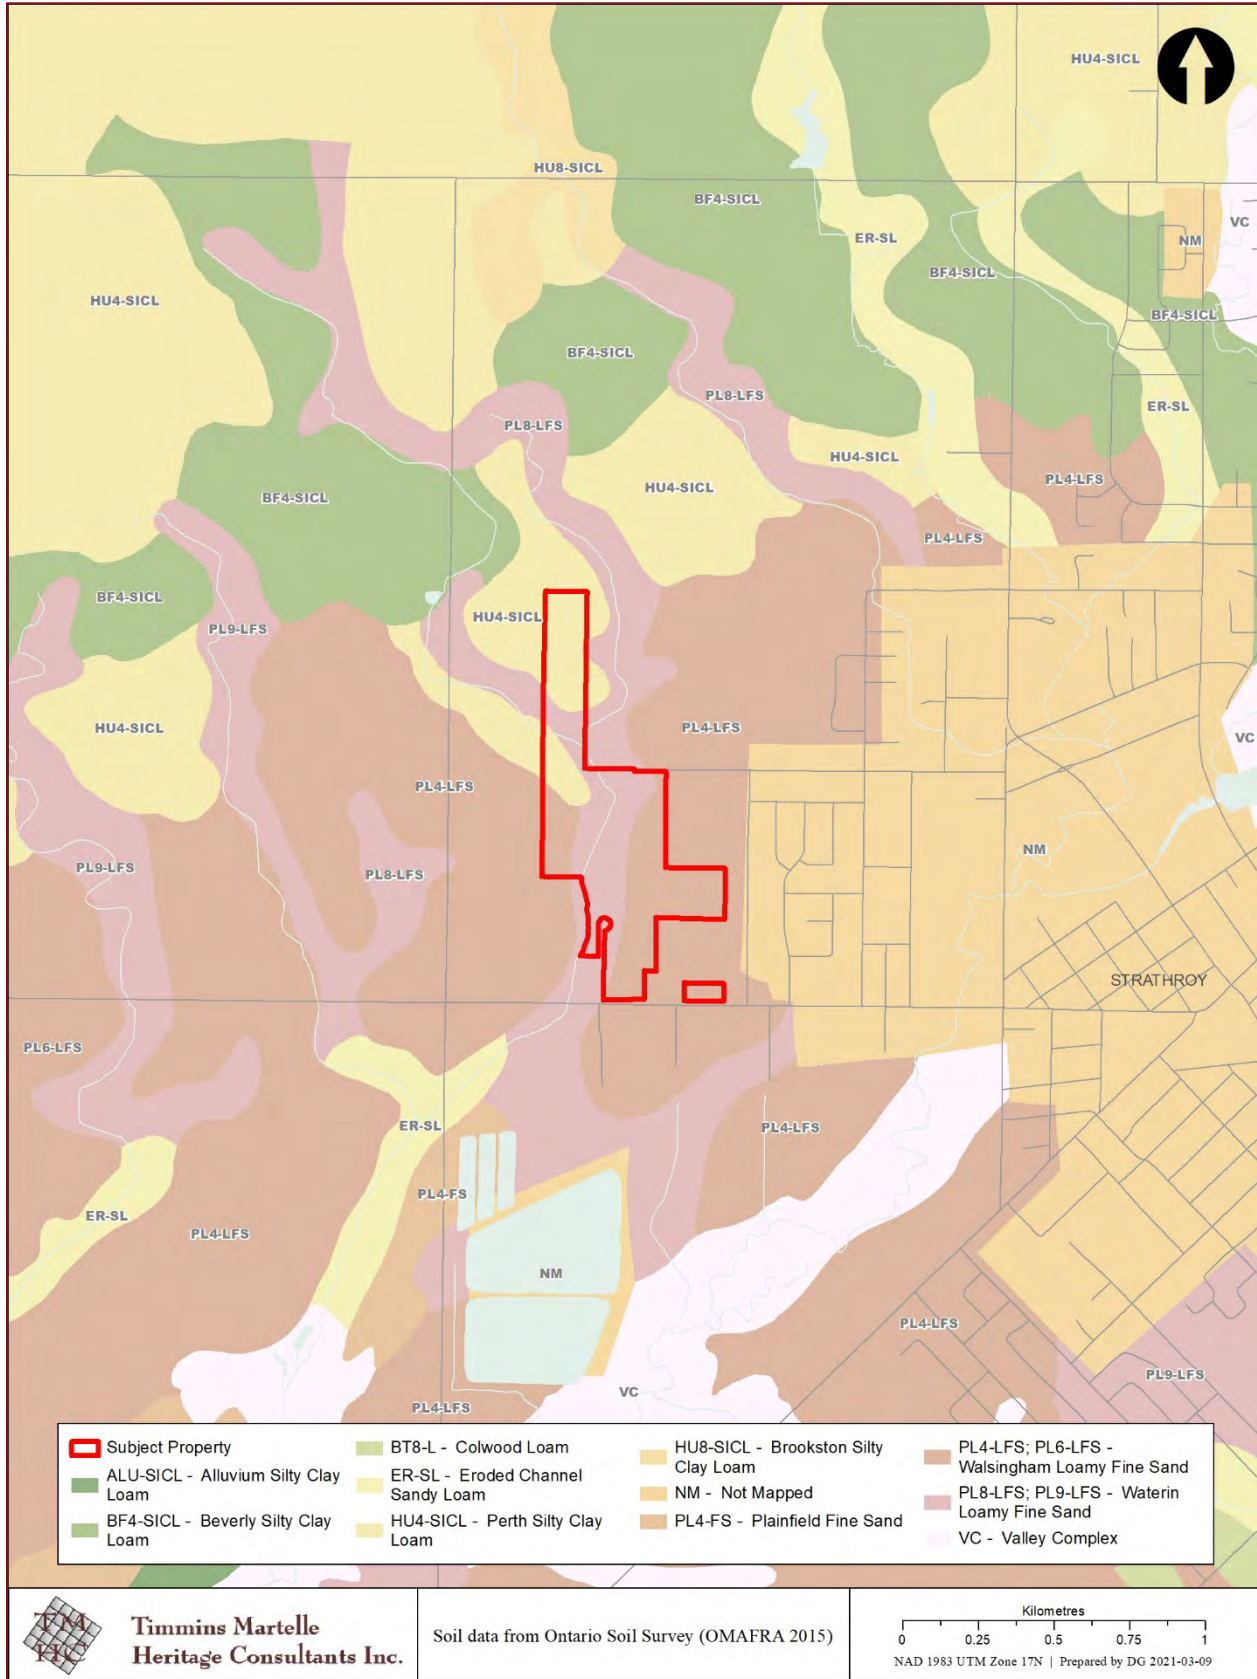 HU4-SICL
HU8-SICL
BF4-SICL
VC
ER-SL
NM
BF4-SICL
HU4-SICL
BF4-SICL
BF4-SICL
PL8-LFS
ER-SL
PL8-LFS
HU4-SICL
HU4-SICL
PL4-LFS
BF4-SICL
PL4-LFS
BF4-SICL
HU4-SICL
PL9-LFS
HU4-SICL
PL4-LFS
VC
PL4-LFS
NM
PL9-LFS
PL8-LFS
STRATHROY
PL6-LFS
ER-SL
PL4-LFS
PL4-FS
ER-SL
PL4-LFS
NM
PL4-LFS
PL9-LFS
VC
PL4-LFS
Subject Property
ALU-SICL - Alluvium Silty Clay
Loam
BF4-SICL - Beverly Silty Clay
Loam
BT8-L - Colwood Loam
ER-SL - Eroded Channel
Sandy Loam
HU4-SICL - Perth Silty Clay
Loam
HU8-SICL - Brookston Silty
Clay Loam
NM - Not Mapped
PL4-FS - Plainfield Fine Sand
PL4-LFS; PL6-LFS -
Walsingham Loamy Fine Sand
PL8-LFS; PL9-LFS - Waterin
Loamy Fine Sand
VC - Valley Complex
TM
HC
Timmins Martelle
Heritage Consultants Inc.
Soil data from Ontario Soil Survey (OMAFRA 2015)
Kilometres
0 0.25 0.5 0.75 1
NAD 1983 UTM Zone 17N | Prepared by DG 2021-03-09